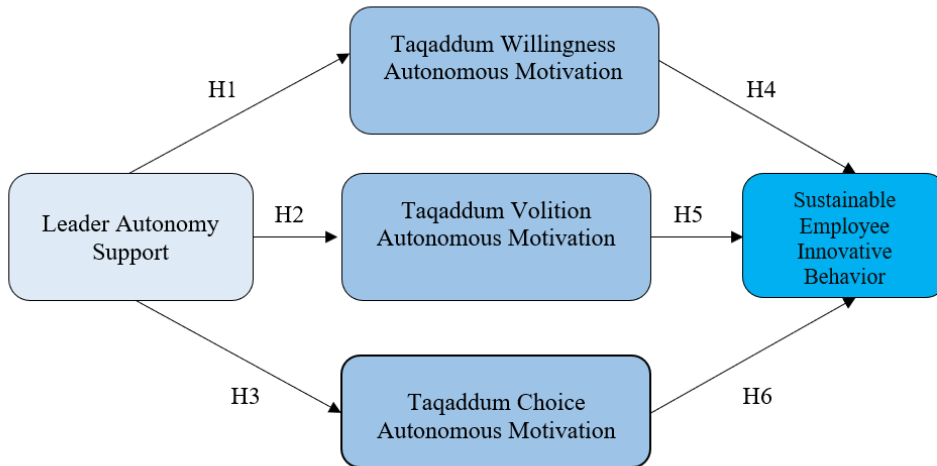 Taqaddum Willingness
Autonomous Motivation
H1
H4
Leader Autonomy
Support
H2
Taqaddum Volition
Autonomous Motivation
H5
Sustainable
Employee
Innovative
Behavior
H3
Taqaddum Choice
Autonomous Motivation
H6